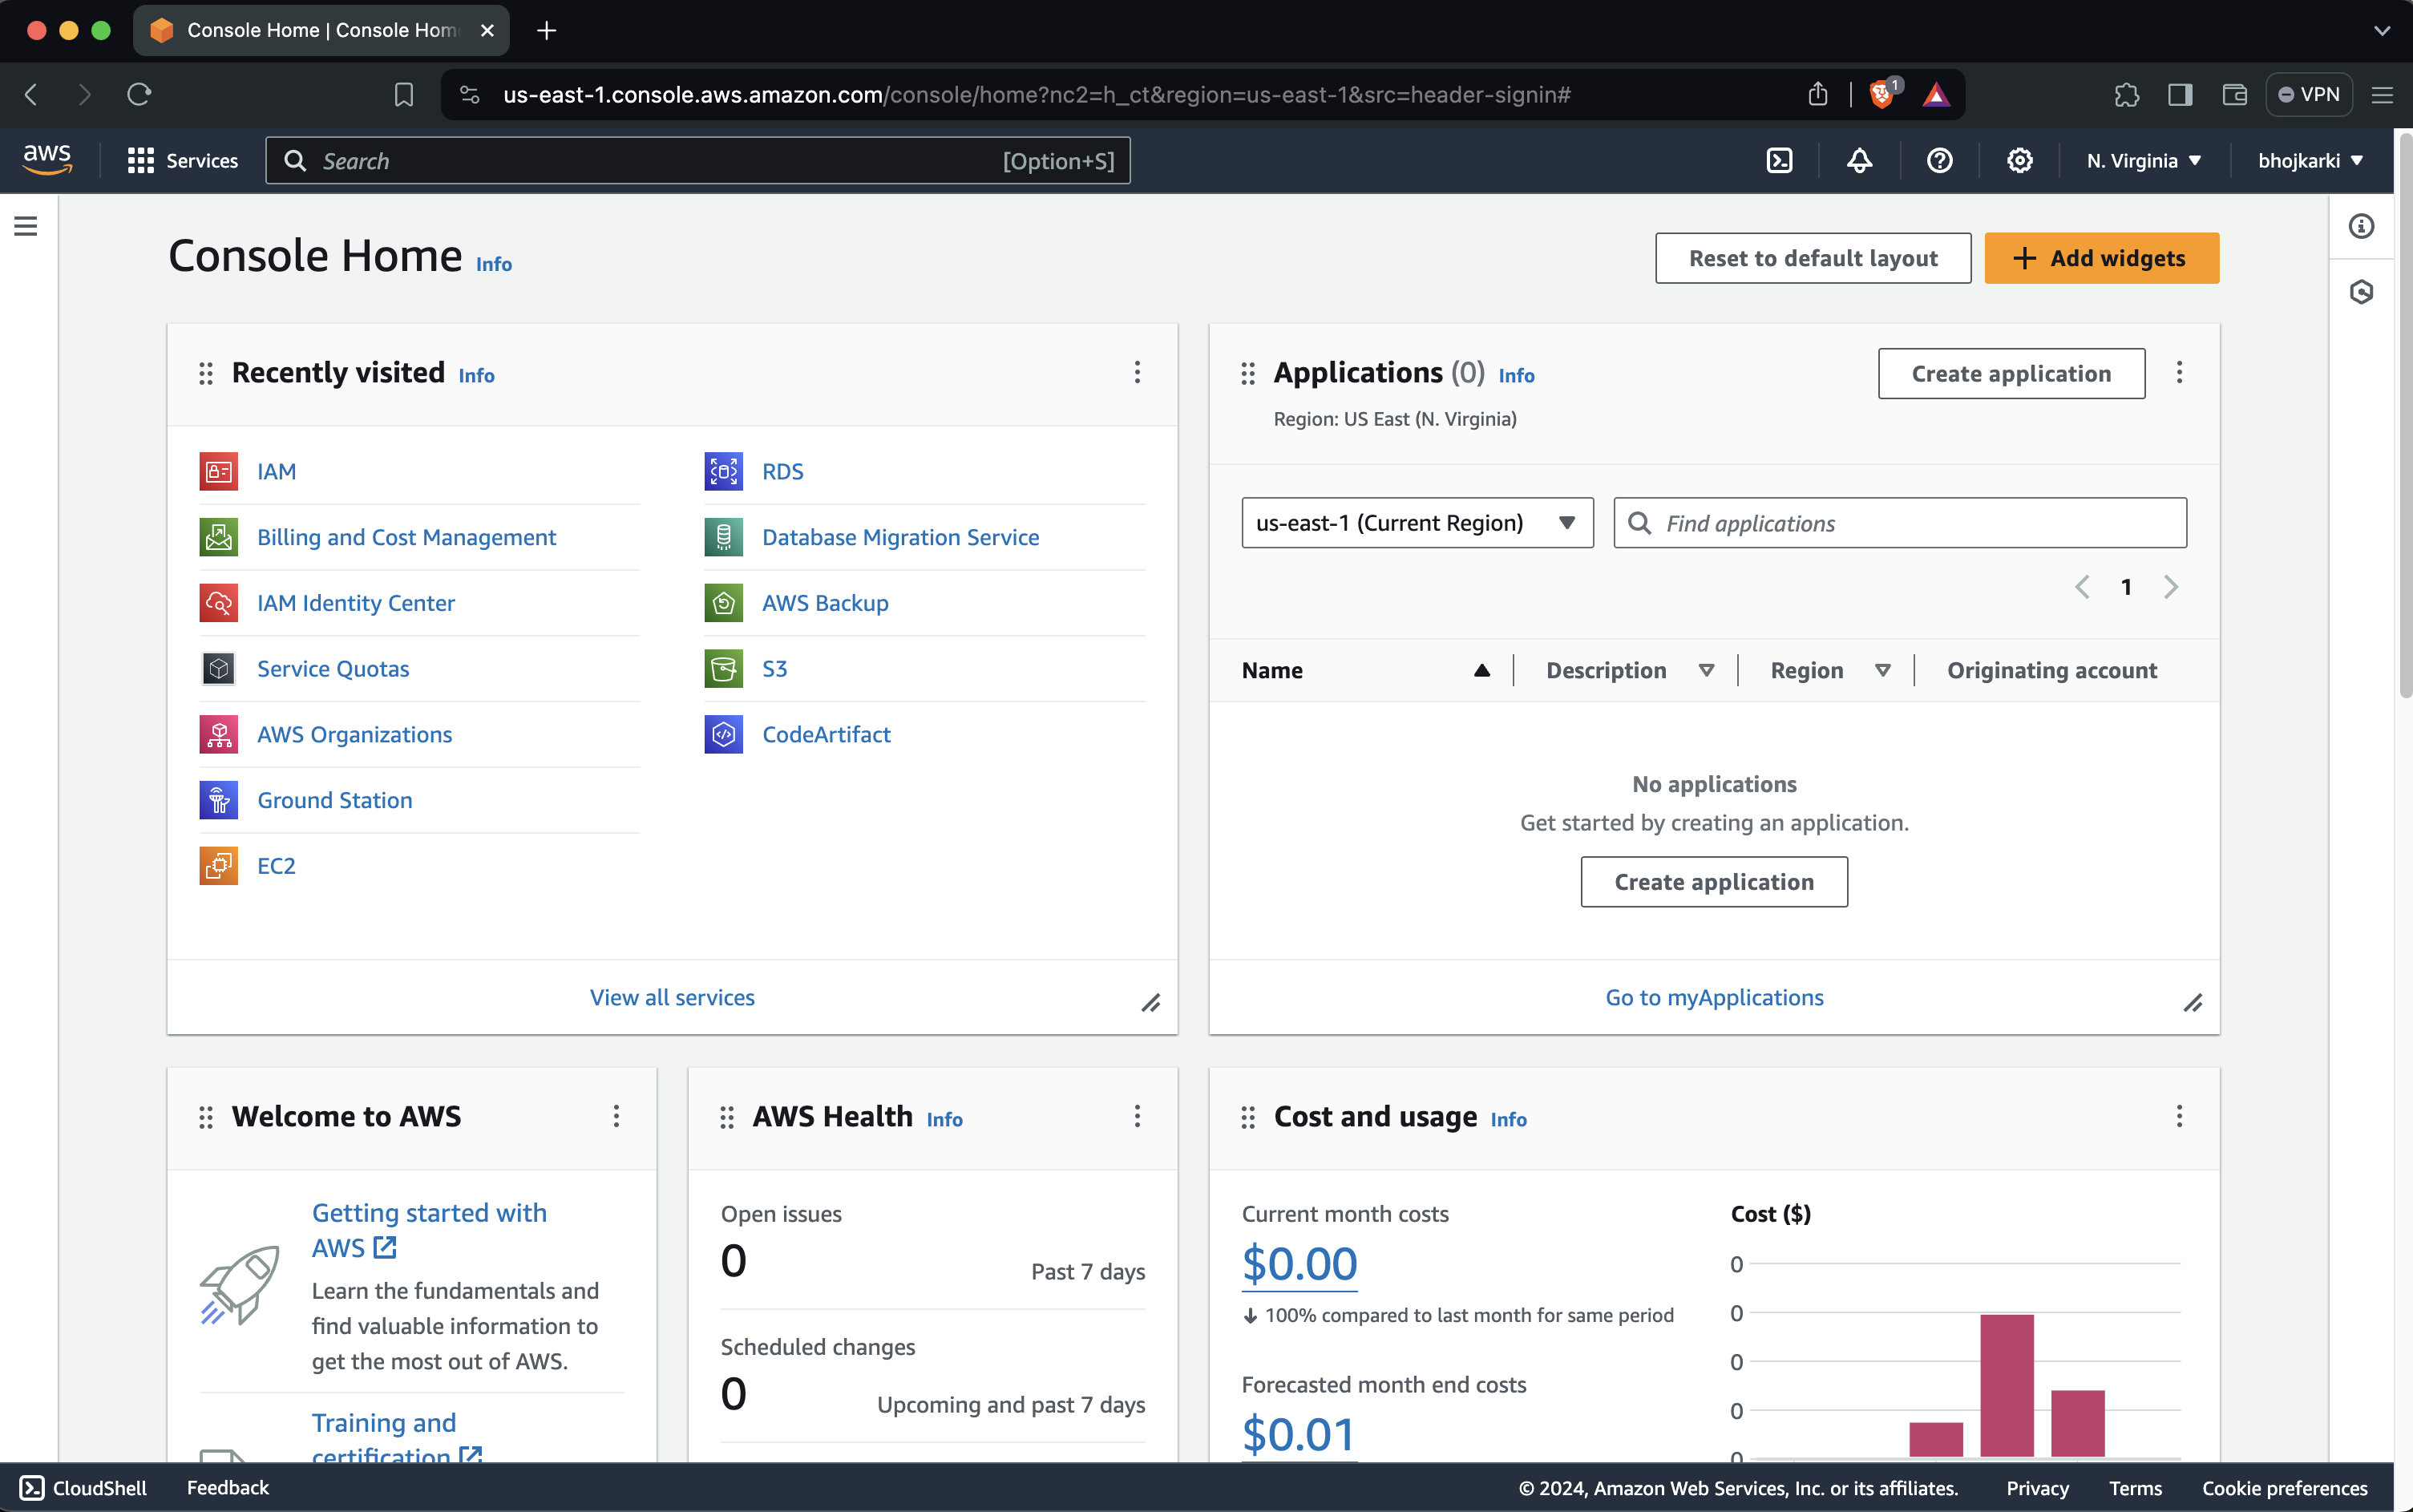 Console Home | Console Hom
us-east-1.console.aws.amazon.com/console/home?nc2=h_ct&region=us-east-1&src=header-signin#
1
VPN
aws
Services
Search
[Option+S]
N. Virginia
bhojkarki
Console Home Info
Reset to default layout
Add widgets
Recently visited Info
IAM
Billing and Cost Management
IAM Identity Center
Service Quotas
AWS Organizations
Ground Station
EC2
RDS
Database Migration Service
AWS Backup
S3
CodeArtifact
View all services
Applications (0) Info
Region: US East (N. Virginia)
Create application
us-east-1 (Current Region)
Find applications
1
Name
Description
Region
Originating account
No applications
Get started by creating an application.
Create application
Go to myApplications
Welcome to AWS
Getting started with
AWS
Learn the fundamentals and
find valuable information to
get the most out of AWS.
Training and
certification
AWS Health Info
Open issues
0
Past 7 days
Scheduled changes
0
Upcoming and past 7 days
Cost and usage Info
Current month costs
$0.00
100% compared to last month for same period
Forecasted month end costs
$0.01
Cost ($)
0
0
0
0
0
CloudShell
Feedback
© 2024, Amazon Web Services, Inc. or its affiliates.
Privacy
Terms
Cookie preferences